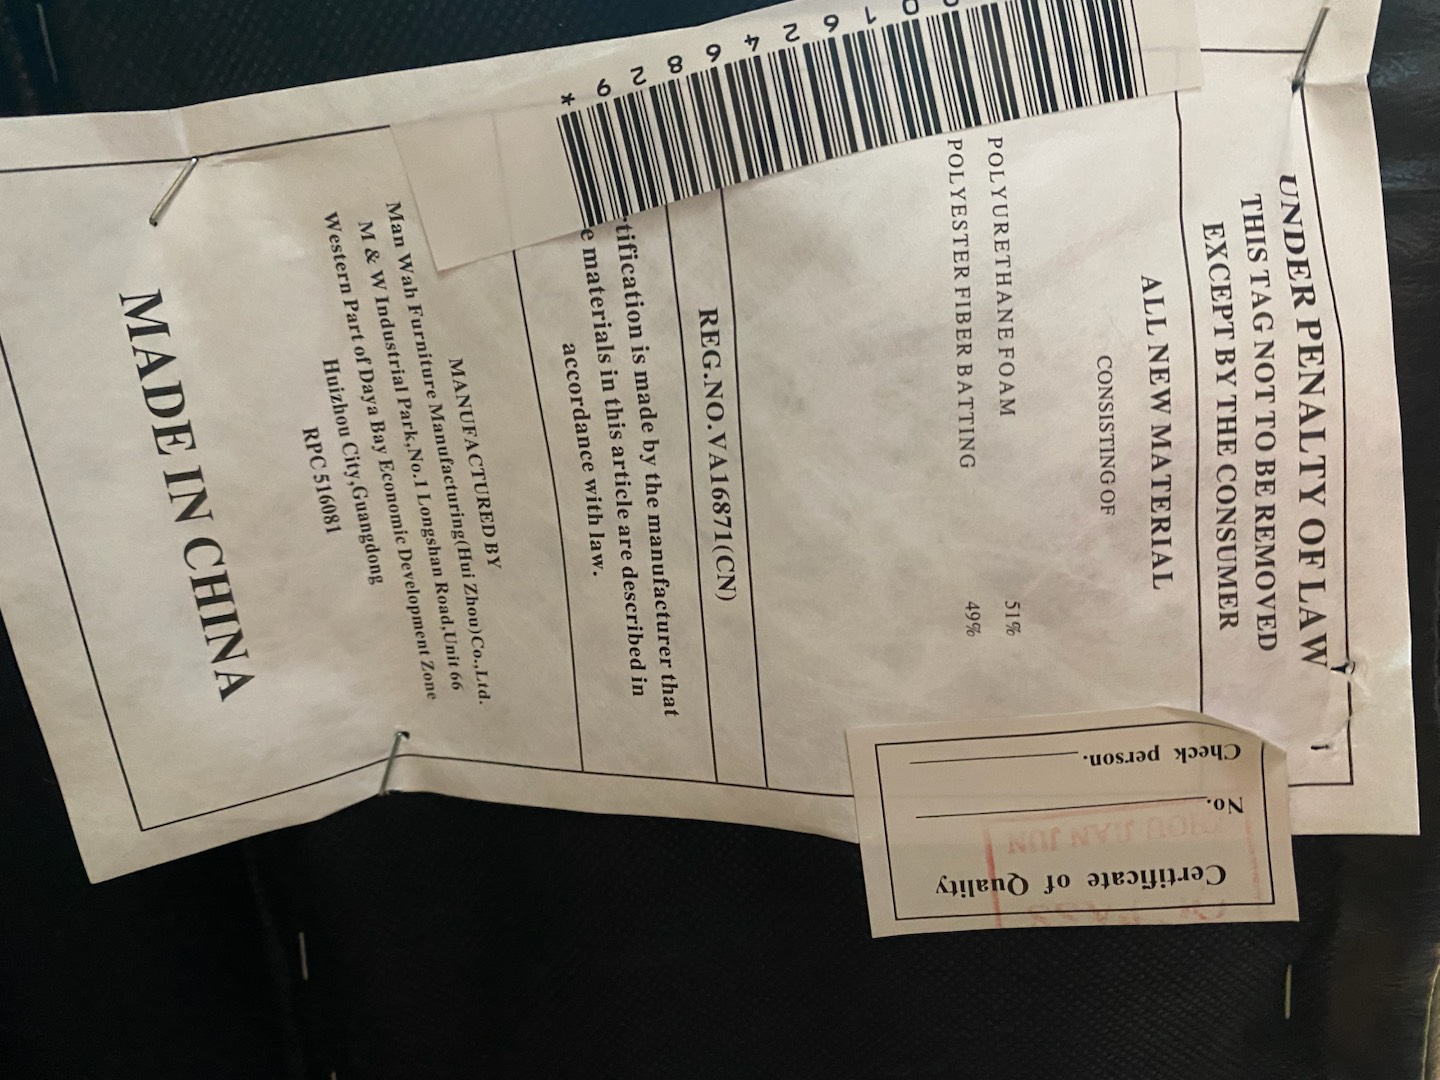 UNDER PENALTY OF LAW
THIS TAG NOT TO BE REMOVED
EXCEPT BY THE CONSUMER
ALL NEW MATERIAL
CONSISTING OF
POLYURETHANE FOAM 51%
POLYESTER FIBER BATTING 49%
REG.NO.VA16871(CN)
tification is made by the manufacturer that
e materials in this article are described in
accordance with law.
MANUFACTURED BY
Man Wah Furniture Manufacturing(Hui Zhou)Co.,Ltd.
M & W Industrial Park,No.1 Longshan Road,Unit 66
Western Part of Daya Bay Economic Development Zone
Huizhou City,Guangdong
RPC 516081
MADE IN CHINA
016246829*
Certificate of Quality
No.
Check person.